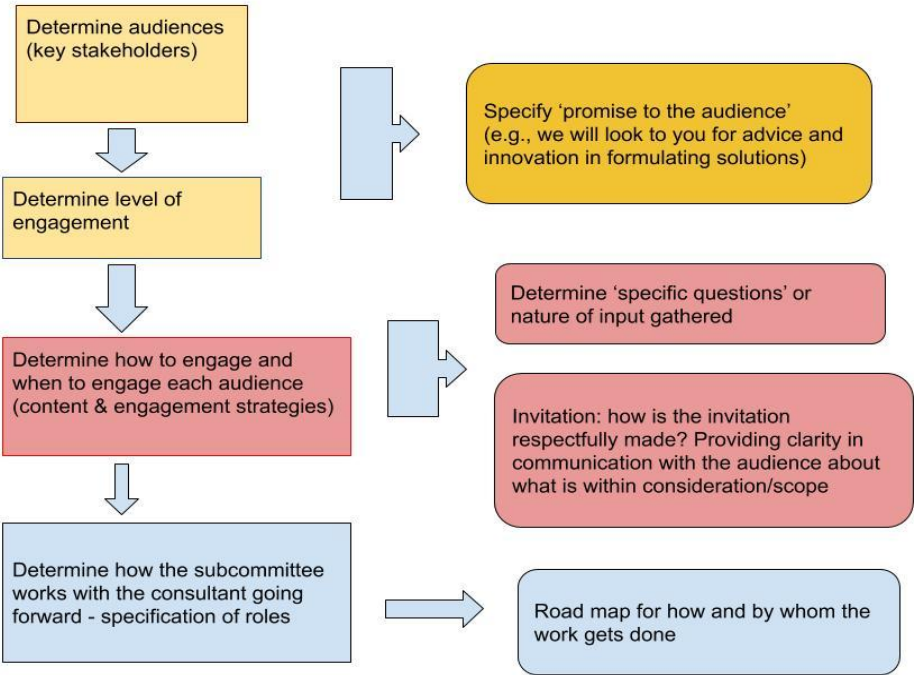 Determine audiences
(key stakeholders)
Specify ‘promise to the audience’
(e.g., we will look to you for advice and
innovation in formulating solutions)
Determine level of
engagement
Determine ‘specific questions’ or
nature of input gathered
Determine how to engage and
when to engage each audience
(content & engagement strategies)
Invitation: how is the invitation
respectfully made? Providing clarity in
communication with the audience about
what is within consideration/scope
Determine how the subcommittee
works with the consultant going
forward - specification of roles
Road map for how and by whom the
work gets done